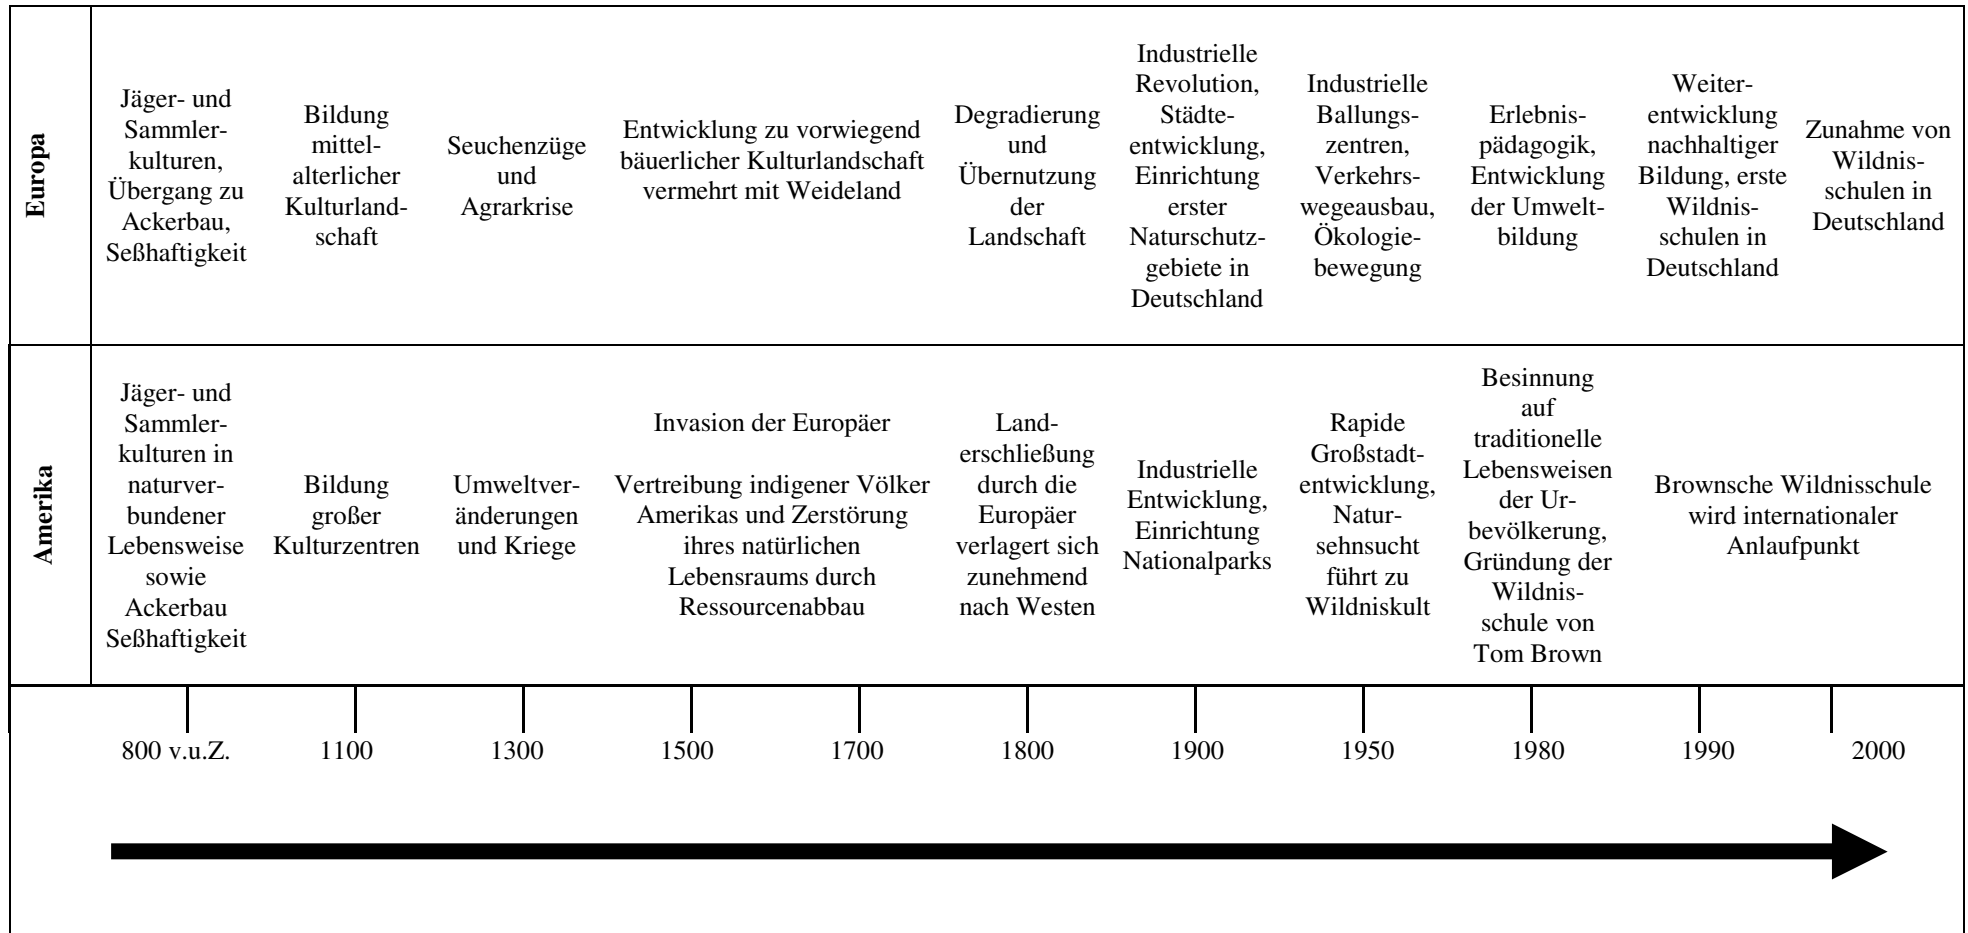 Europa
Jäger- und
Sammler-
kulturen,
Übergang zu
Ackerbau,
Seßhaftigkeit
Bildung
mittel-
alterlicher
Kulturland-
schaft
Seuchenzüge
und
Agrarkrise
Entwicklung zu vorwiegend
bäuerlicher Kulturlandschaft
vermehrt mit Weideland
Degradierung
und
Übernutzung
der
Landschaft
Industrielle
Revolution,
Städte-
entwicklung,
Einrichtung
erster
Naturschutz-
gebiete in
Deutschland
Industrielle
Ballungs-
zentren,
Verkehrs-
wegeausbau,
Ökologie-
bewegung
Erlebnis-
pädagogik,
Entwicklung
der Umwelt-
bildung
Weiter-
entwicklung
nachhaltiger
Bildung, erste
Wildnis-
schulen in
Deutschland
Zunahme von
Wildnis-
schulen in
Deutschland
Amerika
Jäger- und
Sammler-
kulturen in
naturver-
bundener
Lebensweise
sowie
Ackerbau
Seßhaftigkeit
Bildung
großer
Kulturzentren
Umweltver-
änderungen
und Kriege
Invasion der Europäer
Vertreibung indigener Völker
Amerikas und Zerstörung
ihres natürlichen
Lebensraums durch
Ressourcenabbau
Land-
erschließung
durch die
Europäer
verlagert sich
zunehmend
nach Westen
Industrielle
Entwicklung,
Einrichtung
Nationalparks
Rapide
Großstadt-
entwicklung,
Natur-
sehnsucht
führt zu
Wildniskult
Besinnung
auf
traditionelle
Lebensweisen
der Ur-
bevölkerung,
Gründung der
Wildnis-
schule von
Tom Brown
Brownsche Wildnisschule
wird internationaler
Anlaufpunkt
800 v.u.Z. 1100 1300 1500 1700 1800 1900 1950 1980 1990 2000